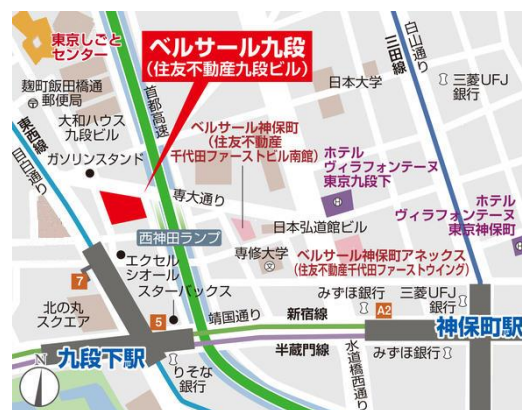 東京しごと
センター
ベルサール九段
(住友不動産九段ビル)
麹町飯田橋通
郵便局
大和ハウス
九段ビル
東西線
目白通り
ガソリンスタンド
首都高速
日本大学
三田線
白山通り
三菱UFJ
銀行
ベルサール神保町
(住友不動産
千代田ファーストビル南館)
ホテル
ヴィラフォンテーヌ
東京九段下
ホテル
ヴィラフォンテーヌ
東京神保町
専大通り
西神田ランプ
日本弘道館ビル
専修大学
ベルサール神保町アネックス
(住友不動産千代田ファーストウイング)
エクセル
シオール
スターバックス
7
北の丸
スクエア
5
靖国通り
新宿線
みずほ銀行
三菱UFJ
銀行
A2
九段下駅
半蔵門線
りそな
銀行
水道橋西通り
みずほ銀行
神保町駅
N